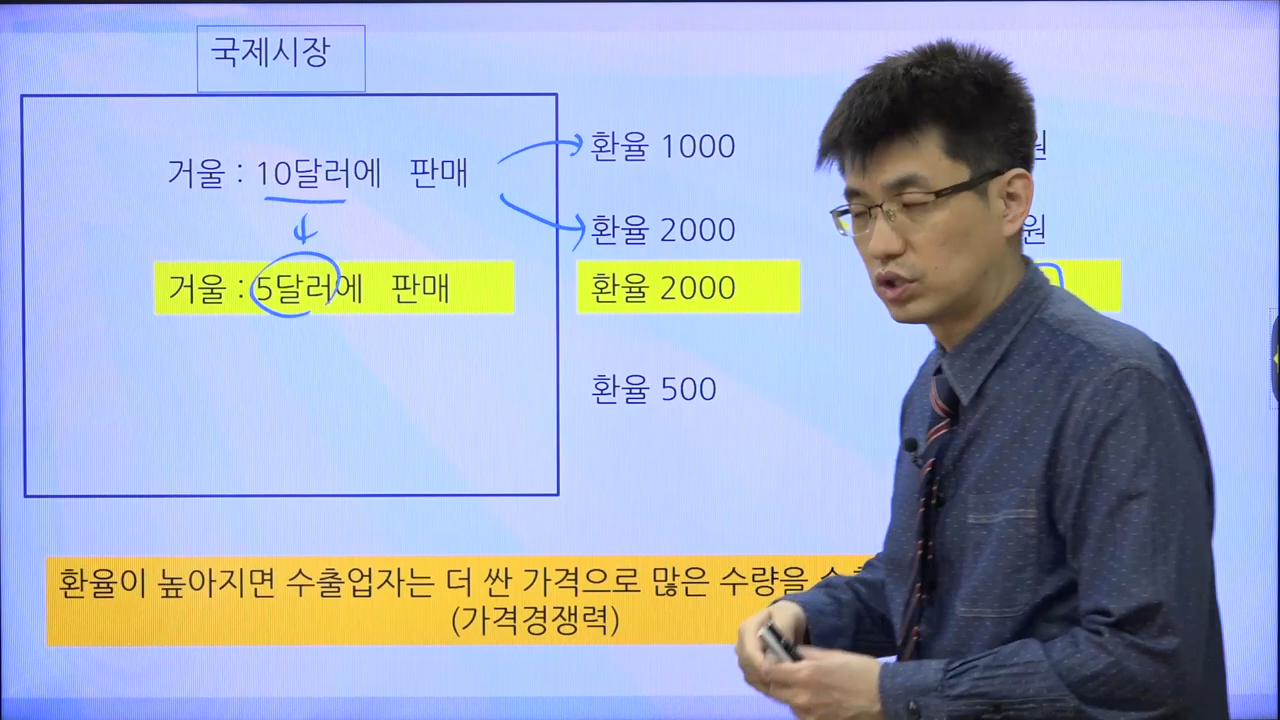 국제시장
거울 : 10달러에 판매
환율 1000
원
환율 2000
원
거울 : 5달러에 판매
환율 2000
환율 500
환율이 높아지면 수출업자는 더 싼 가격으로 많은 수량을
(가격경쟁력)